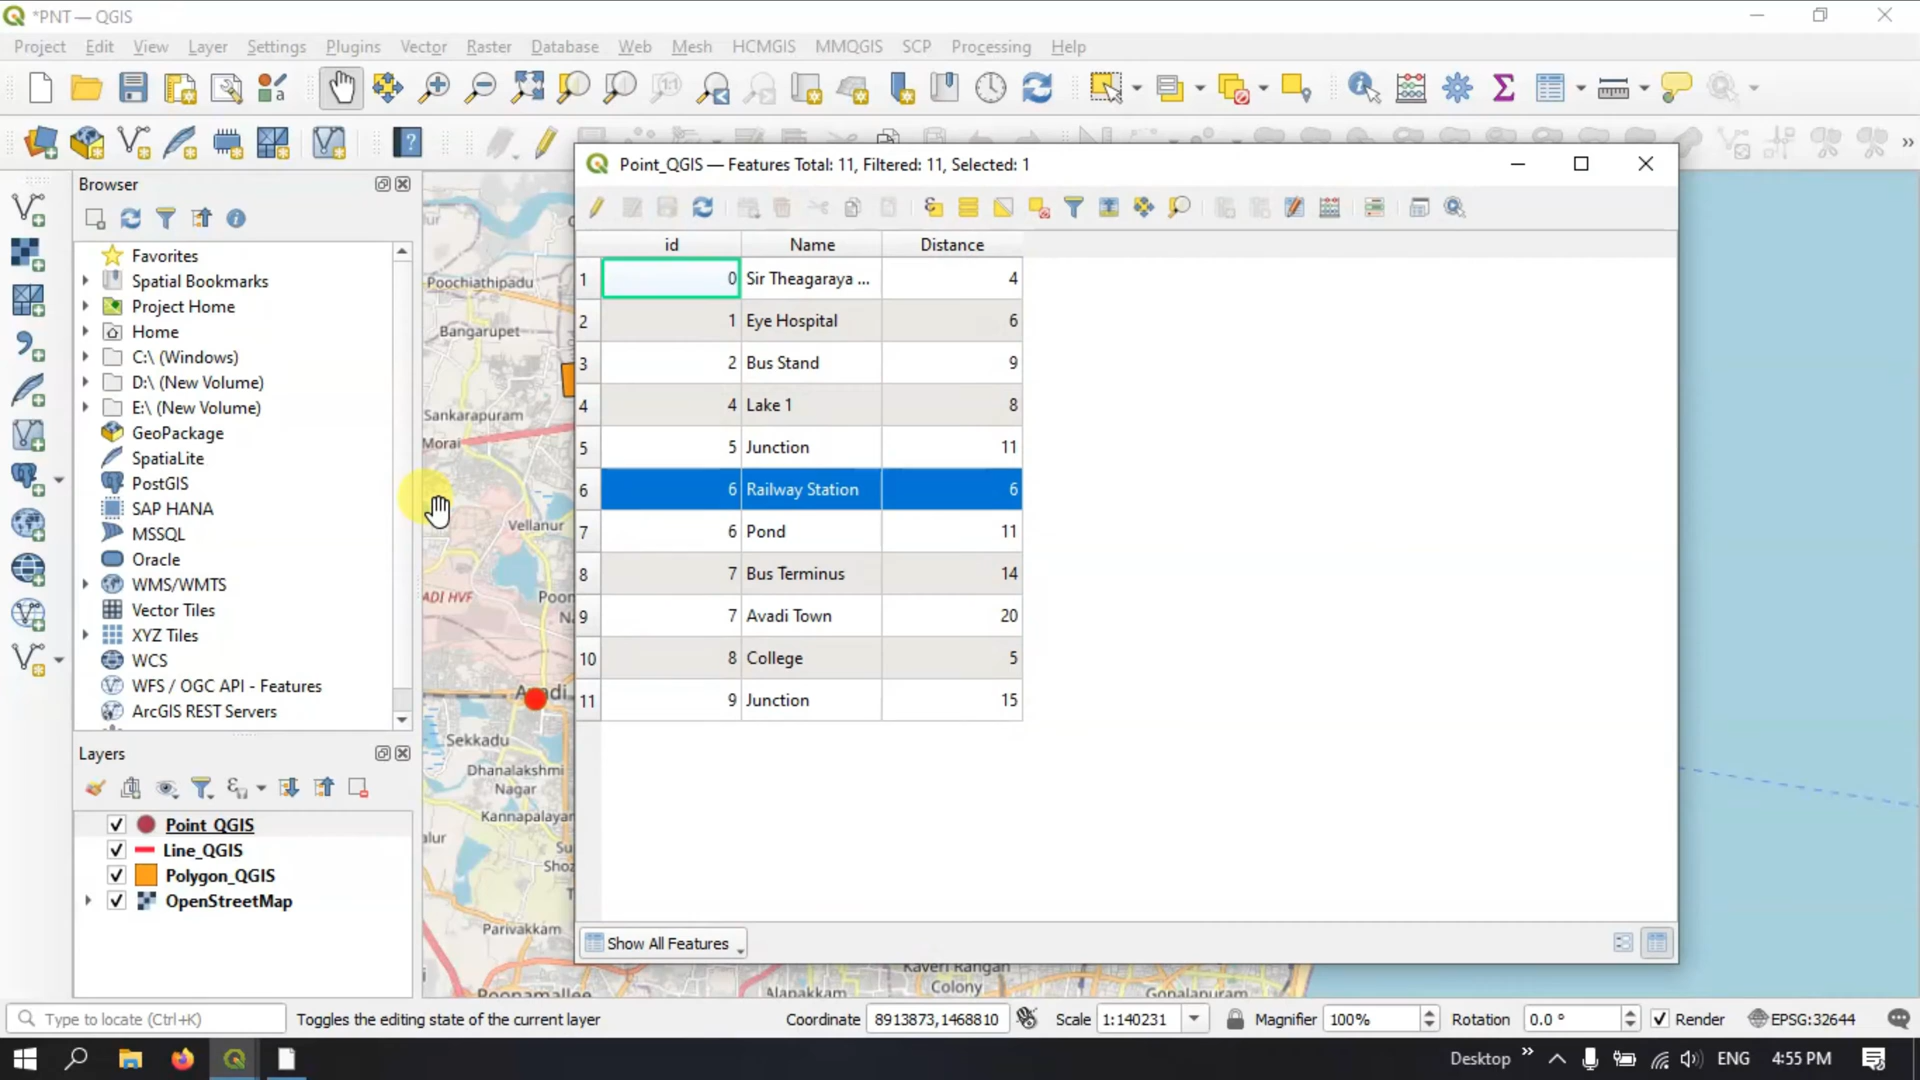 *PNT — QGIS
Project Edit View Layer Settings Plugins Vector Raster Database Web Mesh HCMGIS MMQGIS SCP Processing Help
Browser
Favorites
Spatial Bookmarks
Project Home
Home
C:\ (Windows)
D:\ (New Volume)
E:\ (New Volume)
GeoPackage
SpatiaLite
PostGIS
SAP HANA
MSSQL
Oracle
WMS/WMTS
Vector Tiles
XYZ Tiles
WCS
WFS / OGC API - Features
ArcGIS REST Servers
Layers
Point_QGIS
Line_QGIS
Polygon_QGIS
OpenStreetMap
Poochiathipedu
Bangarupet
Sankarapuram
Morai
Vellanur
ADI HVF
Sekkadu
Dhanalakshmi
Nagar
Kannapalayan
Parivakkam
Poonamallee
Alapakkam
Kaveri Rangan
Colony
Gopalapuram
Point_QGIS — Features Total: 11, Filtered: 11, Selected: 1
id Name Distance
1 0 Sir Theagaraya ... 4
2 1 Eye Hospital 6
3 2 Bus Stand 9
4 4 Lake 1 8
5 5 Junction 11
6 6 Railway Station 6
7 6 Pond 11
8 7 Bus Terminus 14
9 7 Avadi Town 20
10 8 College 5
11 9 Junction 15
Show All Features
Type to locate (Ctrl+K) Toggles the editing state of the current layer Coordinate 8913873,1468810 Scale 1:140231 Magnifier 100% Rotation 0.0 ° Render EPSG:32644
Desktop ENG 4:55 PM